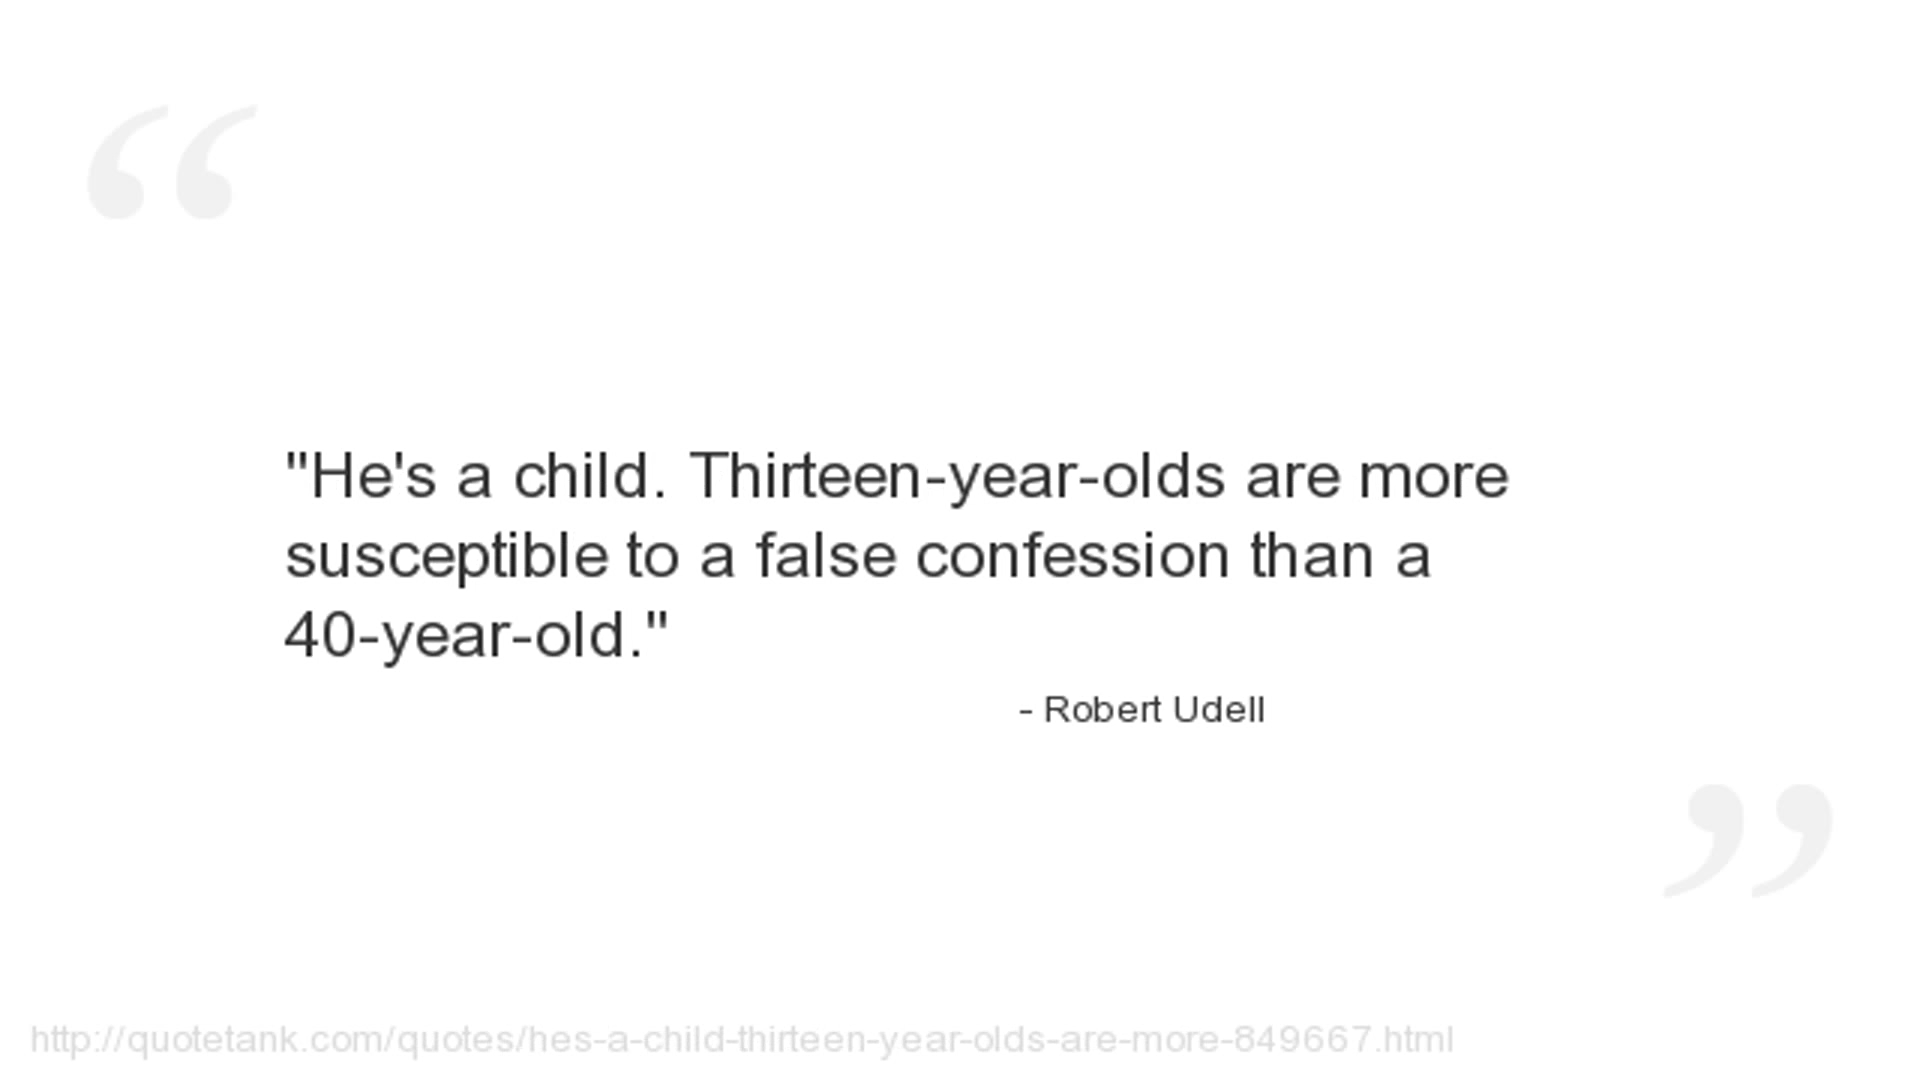 "He's a child. Thirteen-year-olds are more
susceptible to a false confession than a
40-year-old."
- Robert Udell
http://quotetank.com/quotes/hes-a-child-thirteen-year-olds-are-more-849667.html